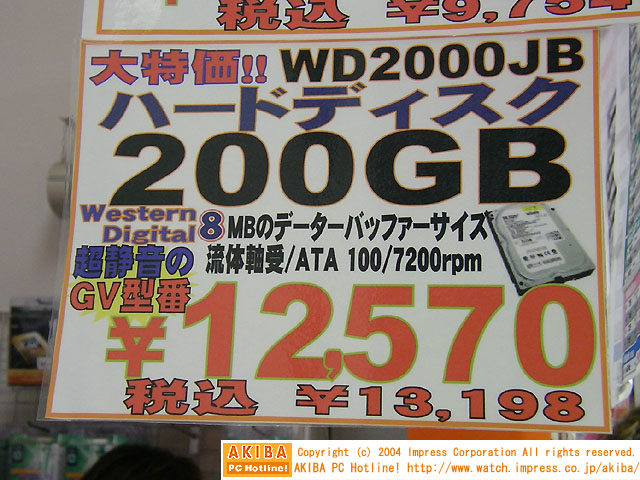 税込 ¥9,794
大特価!! WD2000JB
ハードディスク
200GB
Western Digital
8MBのデーターバッファーサイズ
超静音の
GV型番
流体軸受/ATA 100/7200rpm
¥12,570
税込 ¥13,198
AKIBA PC Hotline!
Copyright (c) 2004 Impress Corporation All rights reserved.
AKIBA PC Hotline! http://www.watch.impress.co.jp/akiba/